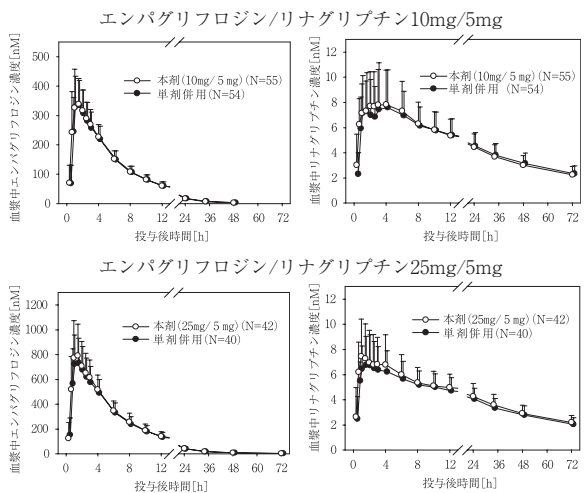 エンパグリフロジン/リナグリプチン10mg/5mg
血漿中エンパグリフロジン濃度[nM]
500
400
300
200
100
0
本剤(10mg/5mg)(N=55)
単剤併用(N=54)
0 4 8 12 24 36 48 60 72
投与後時間[h]
血漿中リナグリプチン濃度[nM]
12
10
8
6
4
2
0
本剤(10mg/5mg)(N=55)
単剤併用(N=54)
0 4 8 12 24 36 48 60 72
投与後時間[h]
エンパグリフロジン/リナグリプチン25mg/5mg
血漿中エンパグリフロジン濃度[nM]
1200
1000
800
600
400
200
0
本剤(25mg/5mg)(N=42)
単剤併用(N=40)
0 4 8 12 24 36 48 60 72
投与後時間[h]
血漿中リナグリプチン濃度[nM]
12
10
8
6
4
2
0
本剤(25mg/5mg)(N=42)
単剤併用(N=40)
0 4 8 12 24 36 48 60 72
投与後時間[h]